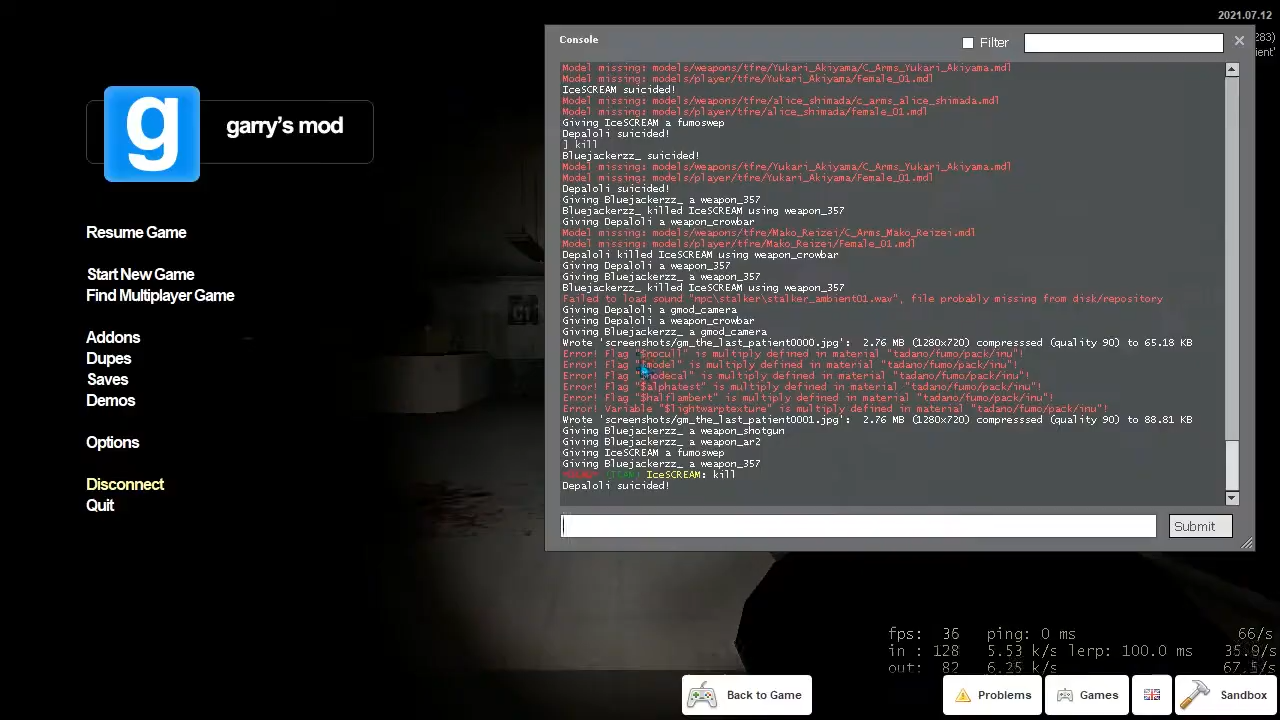 2021.07.12
283)
ient'
Console
Filter
g
garry's mod
Resume Game
Start New Game
Find Multiplayer Game
Addons
Dupes
Saves
Demos
Options
Disconnect
Quit
Model missing: models/weapons/tfre/Yukari_Akiyama/C_Arms_Yukari_Akiyama.mdl
Model missing: models/player/tfre/Yukari_Akiyama/Female_01.mdl
IceSCREAM suicided!
Model missing: models/weapons/tfre/alice_shimada/c_arms_alice_shimada.mdl
Model missing: models/player/tfre/alice_shimada/female_01.mdl
Giving IceSCREAM a fumoswep
Depaloli suicided!
] kill
Bluejackerzz_ suicided!
Model missing: models/weapons/tfre/Yukari_Akiyama/C_Arms_Yukari_Akiyama.mdl
Model missing: models/player/tfre/Yukari_Akiyama/Female_01.mdl
Depaloli suicided!
Giving Bluejackerzz_ a weapon_357
Bluejackerzz_ killed IceSCREAM using weapon_357
Giving Depaloli a weapon_crowbar
Model missing: models/weapons/tfre/Mako_Reizei/C_Arms_Mako_Reizei.mdl
Model missing: models/player/tfre/Mako_Reizei/Female_01.mdl
Depaloli killed IceSCREAM using weapon_crowbar
Giving Depaloli a weapon_357
Giving Bluejackerzz_ a weapon_357
Bluejackerzz_ killed IceSCREAM using weapon_357
Failed to load sound "npc\stalker\stalker_ambient01.wav", file probably missing from disk/repository
Giving Depaloli a gmod_camera
Giving Depaloli a weapon_crowbar
Giving Bluejackerzz_ a gmod_camera
Wrote 'screenshots/gm_the_last_patient0000.jpg': 2.76 MB (1280x720) compresssed (quality 90) to 65.18 KB
Error! Flag "$nocull" is multiply defined in material "tadano/fumo/pack/inu"!
Error! Flag "$model" is multiply defined in material "tadano/fumo/pack/inu"!
Error! Flag "$nodecal" is multiply defined in material "tadano/fumo/pack/inu"!
Error! Flag "$alphatest" is multiply defined in material "tadano/fumo/pack/inu"!
Error! Flag "$halflambert" is multiply defined in material "tadano/fumo/pack/inu"!
Error! Variable "$lightwarptexture" is multiply defined in material "tadano/fumo/pack/inu"!
Wrote 'screenshots/gm_the_last_patient0001.jpg': 2.76 MB (1280x720) compresssed (quality 90) to 88.81 KB
Giving Bluejackerzz_ a weapon_shotgun
Giving Bluejackerzz_ a weapon_ar2
Giving IceSCREAM a fumoswep
Giving Bluejackerzz_ a weapon_357
*DEAD* (TEAM) IceSCREAM: kill
Depaloli suicided!
Submit
fps: 36 ping: 0 ms 66/s
in : 128 5.53 k/s lerp: 100.0 ms 35.9/s
out: 82 6.25 k/s 67.5/s
Back to Game
Problems
Games
Sandbox